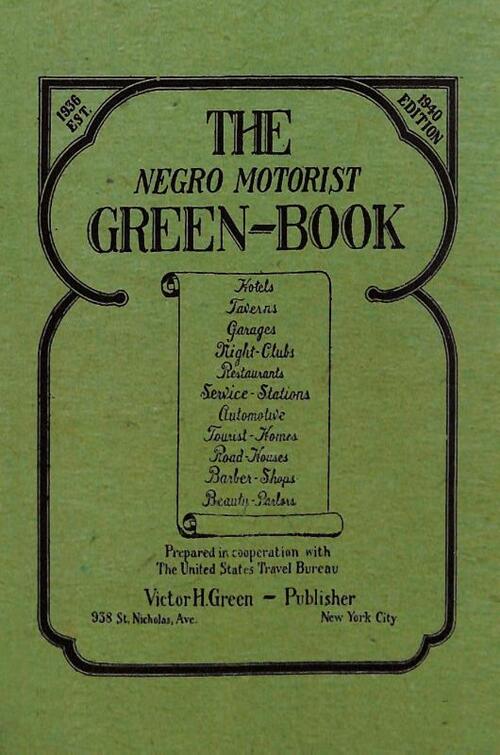 1936
EST.
1940
EDITION
THE
NEGRO MOTORIST
GREEN-BOOK
Hotels
Taverns
Garages
Night-Clubs
Restaurants
Service-Stations
Automotive
Tourist-Homes
Road-Houses
Barber-Shops
Beauty-Parlors
Prepared in cooperation with
The United States Travel Bureau
Victor H. Green - Publisher
938 St. Nicholas, Ave. New York City